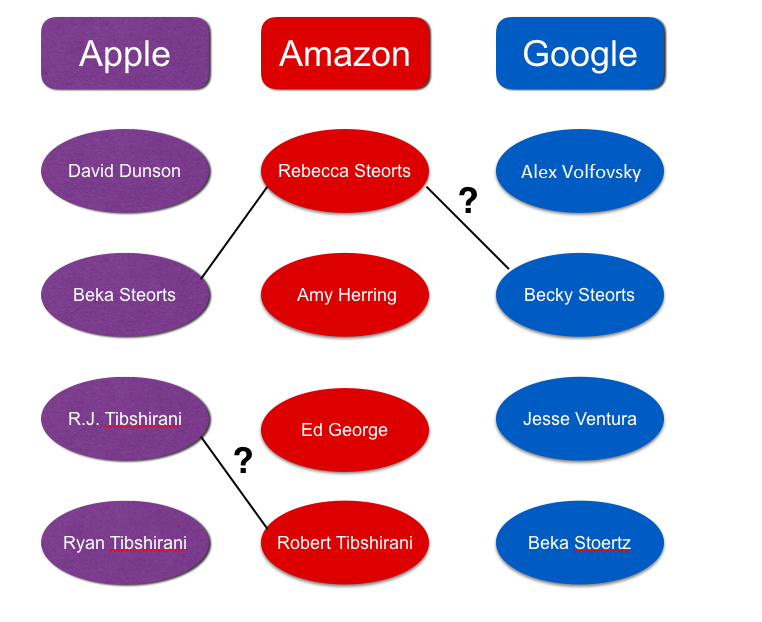 Apple Amazon Google
David Dunson Rebecca Steorts Alex Volfovsky
?
Beka Steorts Amy Herring Becky Steorts
R.J. Tibshirani Ed George Jesse Ventura
?
Ryan Tibshirani Robert Tibshirani Beka Stoertz